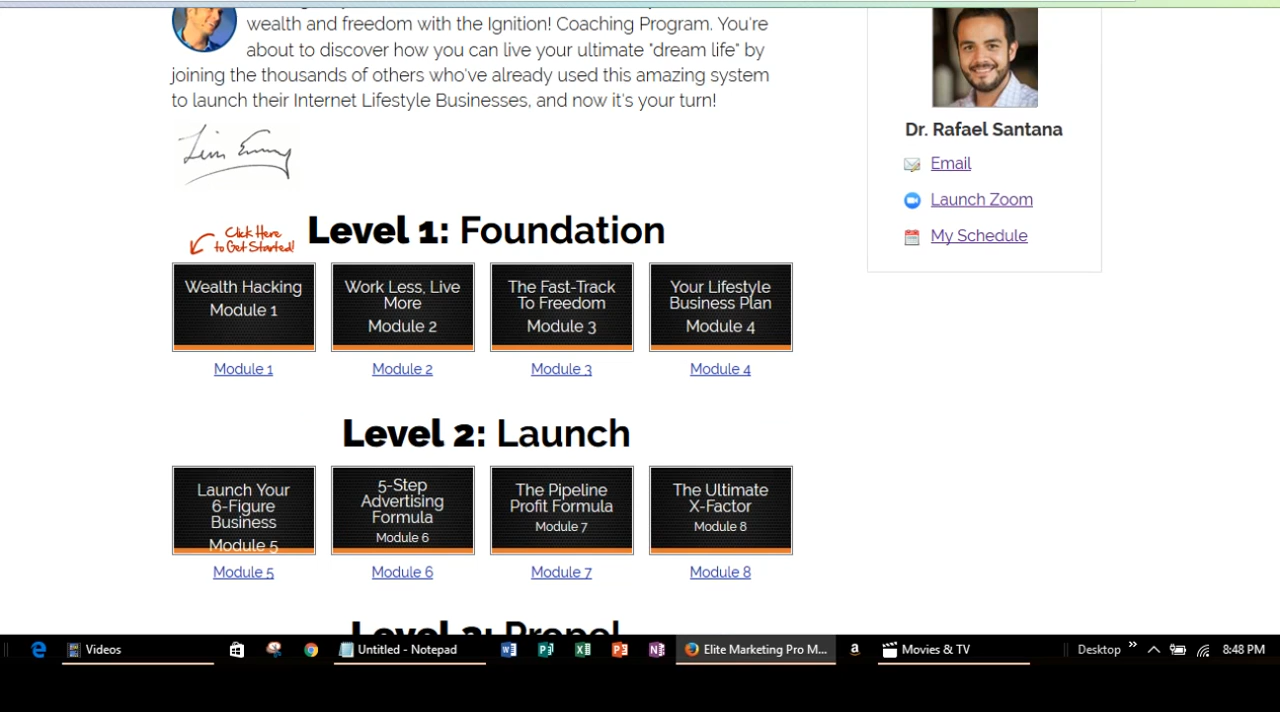 wealth and freedom with the Ignition! Coaching Program. You're
about to discover how you can live your ultimate "dream life" by
joining the thousands of others who've already used this amazing system
to launch their Internet Lifestyle Businesses, and now it's your turn!
Dr. Rafael Santana
Email
Launch Zoom
My Schedule
Click Here
to Get Started!
Level 1: Foundation
Wealth Hacking
Module 1
Work Less, Live
More
Module 2
The Fast-Track
To Freedom
Module 3
Your Lifestyle
Business Plan
Module 4
Module 1
Module 2
Module 3
Module 4
Level 2: Launch
Launch Your
6-Figure
Business
Module 5
5-Step
Advertising
Formula
Module 6
The Pipeline
Profit Formula
Module 7
The Ultimate
X-Factor
Module 8
Module 5
Module 6
Module 7
Module 8
Level 3: Propel
Videos
Untitled - Notepad
Elite Marketing Pro M...
Movies & TV
Desktop
8:48 PM